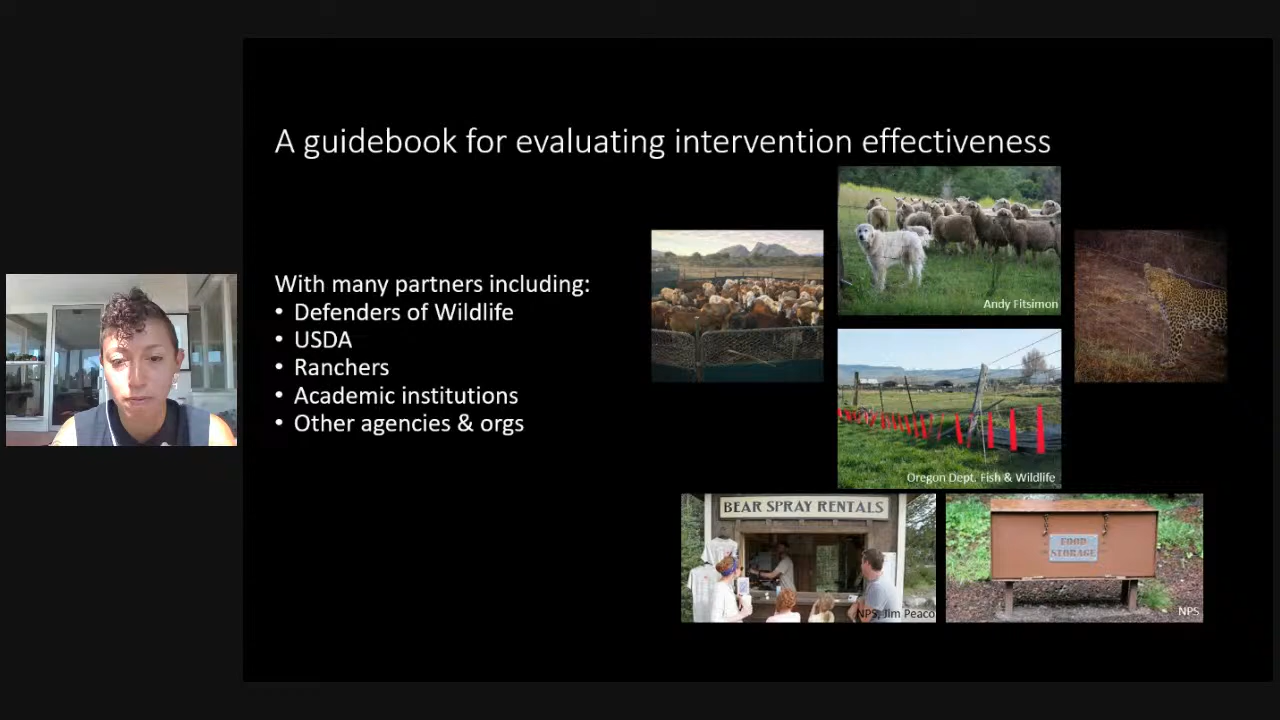 A guidebook for evaluating intervention effectiveness
With many partners including:
• Defenders of Wildlife
• USDA
• Ranchers
• Academic institutions
• Other agencies & orgs
Andy Fitsimon
Oregon Dept. Fish & Wildlife
BEAR SPRAY RENTALS
NPS, Jim Peaco
FOOD
STORAGE
NPS